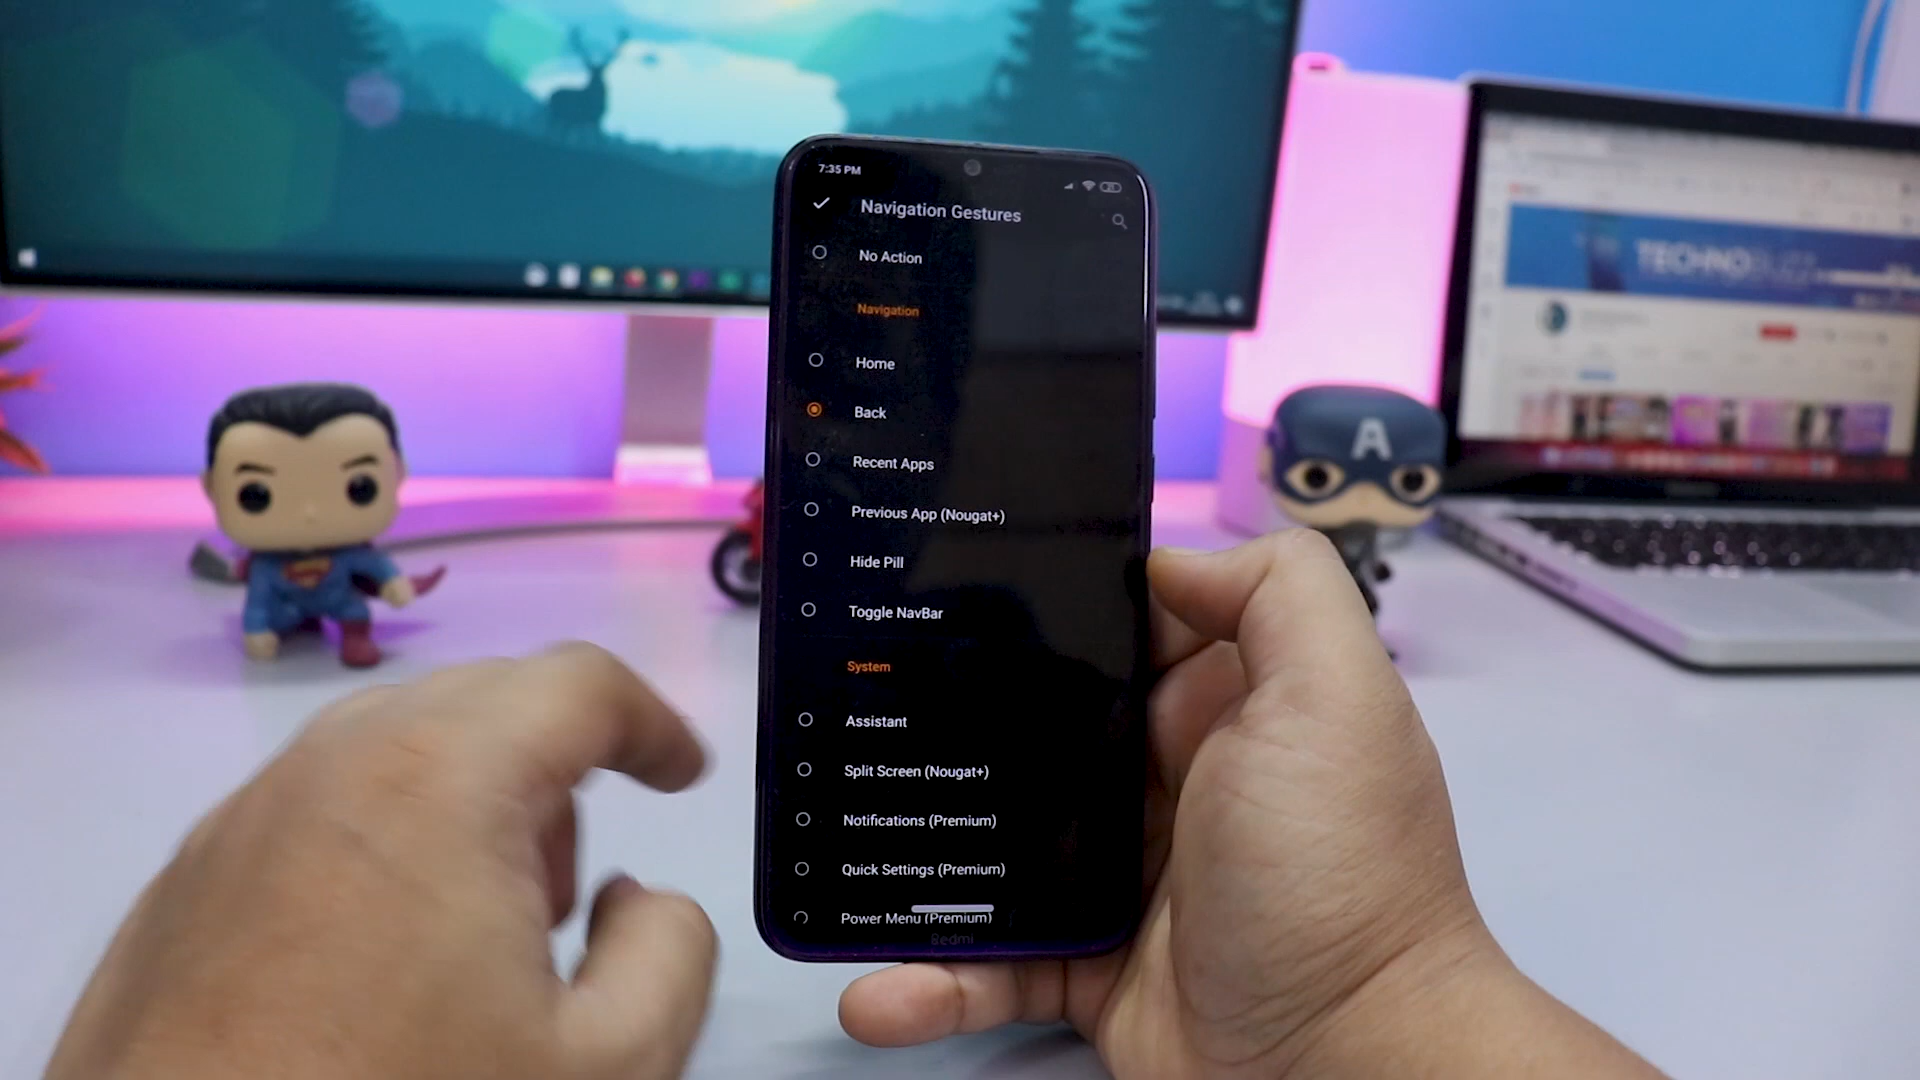 7:35 PM
Navigation Gestures
No Action
Navigation
Home
Back
Recent Apps
Previous App (Nougat+)
Hide Pill
Toggle NavBar
System
Assistant
Split Screen (Nougat+)
Notifications (Premium)
Quick Settings (Premium)
Power Menu (Premium)
Redmi
A